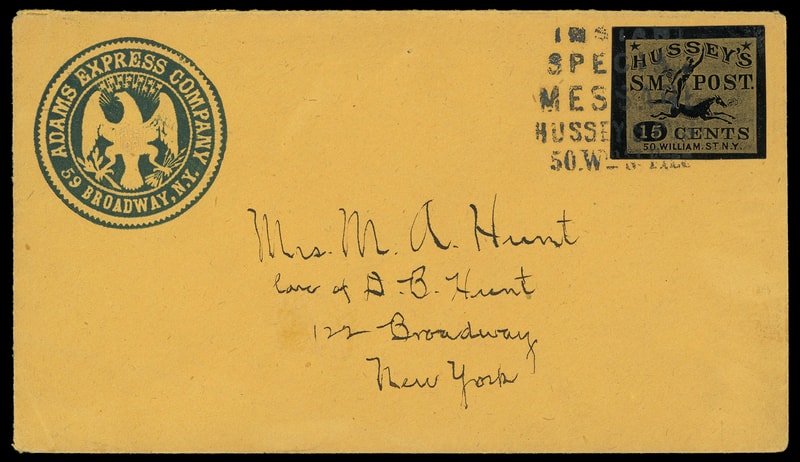 ADAMS EXPRESS COMPANY.
59 BROADWAY, N.Y.
SPE
MES
HUSSEY
50. W
HUSSEY'S
S M POST.
15 CENTS
50 WILLIAM. ST N.Y.
Mrs. M. A. Hunt
Care of D. B. Hunt
122 Broadway
New York